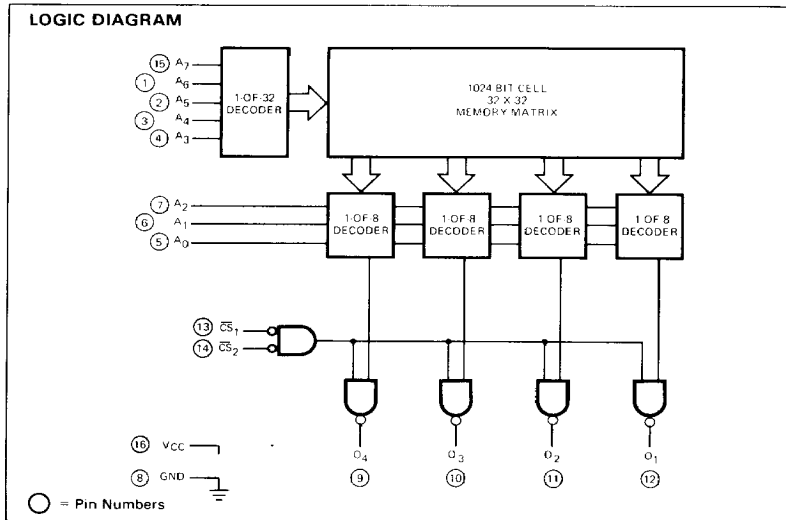 LOGIC DIAGRAM
15 A7
1 A6
2 A5
3 A4
4 A3
1-OF-32
DECODER
1024 BIT CELL
32 X 32
MEMORY MATRIX
7 A2
6 A1
5 A0
1-OF-8
DECODER
1-OF-8
DECODER
1 OF-8
DECODER
1 OF 8
DECODER
13 C̅S̅1
14 C̅S̅2
16 VCC
8 GND
O4
9
O3
10
O2
11
O1
12
= Pin Numbers